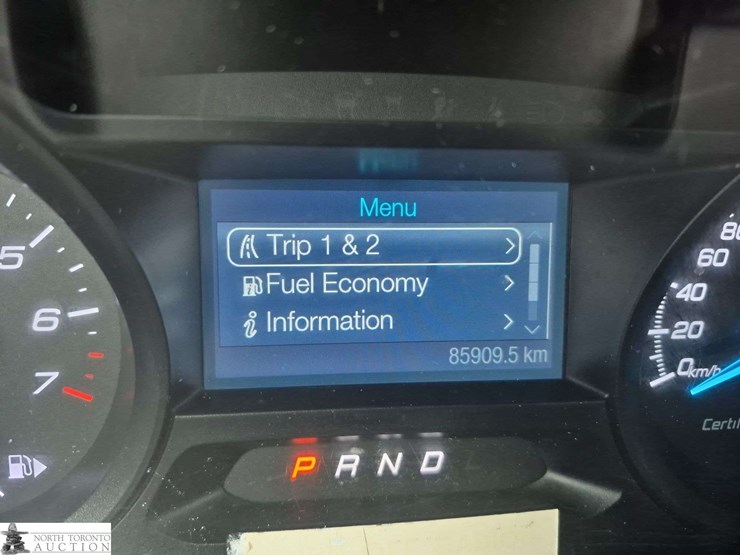 Menu
Trip 1 & 2
Fuel Economy
Information
85909.5 km
5
6
7
80
60
40
20
0 km/h
Certi
P R N D
NORTH TORONTO
AUCTION